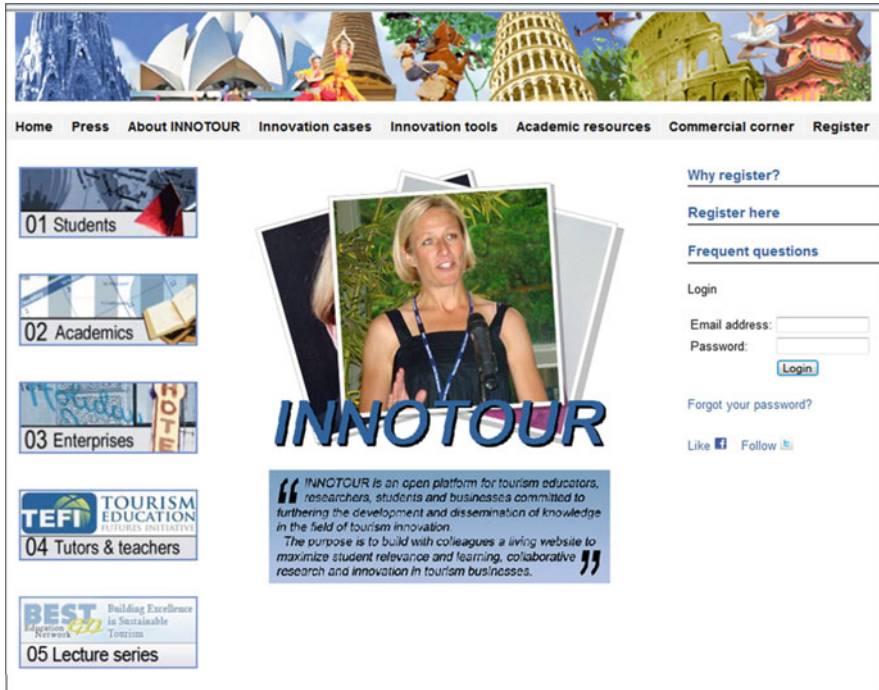 Home Press About INNOTOUR Innovation cases Innovation tools Academic resources Commercial corner Register
01 Students
02 Academics
Holiday
HOTE
03 Enterprises
TEFI TOURISM
EDUCATION
FUTURES INITIATIVE
04 Tutors & teachers
BEST en
Education
Network
Building Excellence
in Sustainable
Tourism
05 Lecture series
INNOTOUR
“ INNOTOUR is an open platform for tourism educators,
researchers, students and businesses committed to
furthering the development and dissemination of knowledge
in the field of tourism innovation.
The purpose is to build with colleagues a living website to
maximize student relevance and learning, collaborative
research and innovation in tourism businesses. ”
Why register?
Register here
Frequent questions
Login
Email address:
Password:
Login
Forgot your password?
Like Follow